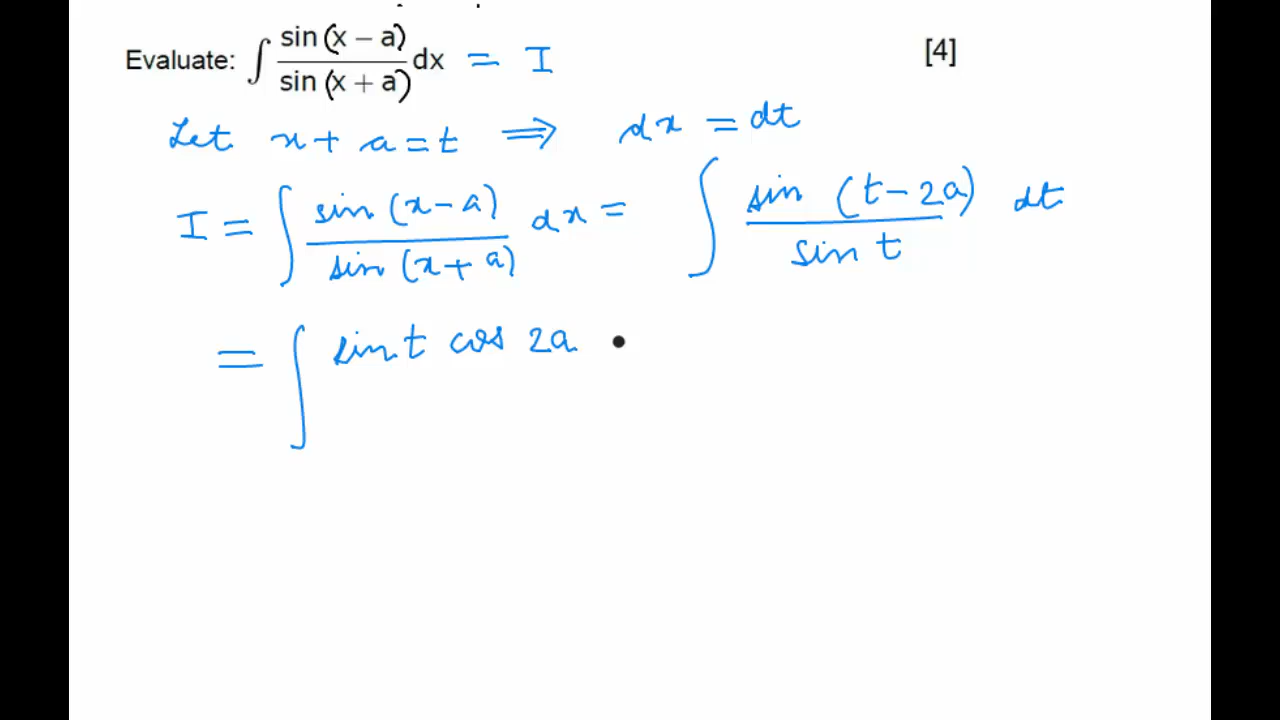 Evaluate: ∫ sin (x − a) / sin (x + a) dx = I [4]
Let x + a = t ⟹ dx = dt
I = ∫ sin (x − a) / sin (x + a) dx = ∫ sin (t − 2a) / sin t dt
= ∫ sin t cos 2a